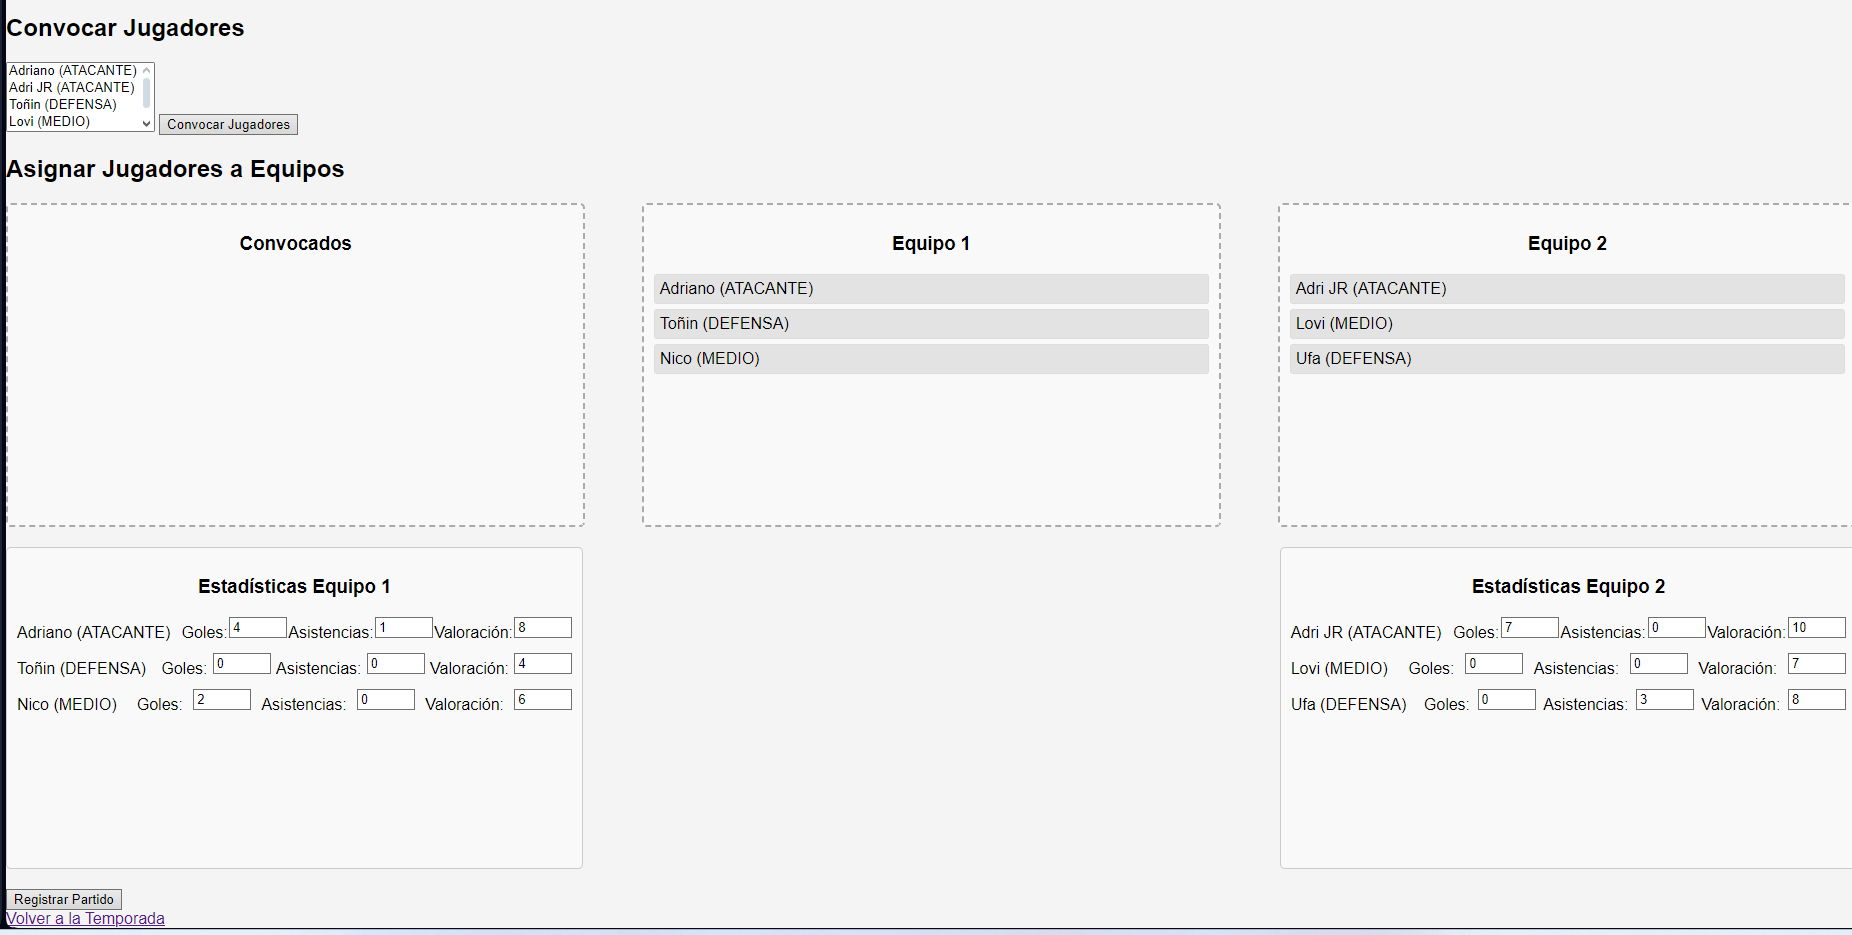 Convocar Jugadores
Adriano (ATACANTE)
Adri JR (ATACANTE)
Toñin (DEFENSA)
Lovi (MEDIO)
Convocar Jugadores
Asignar Jugadores a Equipos
Convocados
Equipo 1
Adriano (ATACANTE)
Toñin (DEFENSA)
Nico (MEDIO)
Equipo 2
Adri JR (ATACANTE)
Lovi (MEDIO)
Ufa (DEFENSA)
Estadísticas Equipo 1
Adriano (ATACANTE) Goles: 4 Asistencias: 1 Valoración: 8
Toñin (DEFENSA) Goles: 0 Asistencias: 0 Valoración: 4
Nico (MEDIO) Goles: 2 Asistencias: 0 Valoración: 6
Estadísticas Equipo 2
Adri JR (ATACANTE) Goles: 7 Asistencias: 0 Valoración: 10
Lovi (MEDIO) Goles: 0 Asistencias: 0 Valoración: 7
Ufa (DEFENSA) Goles: 0 Asistencias: 3 Valoración: 8
Registrar Partido
Volver a la Temporada